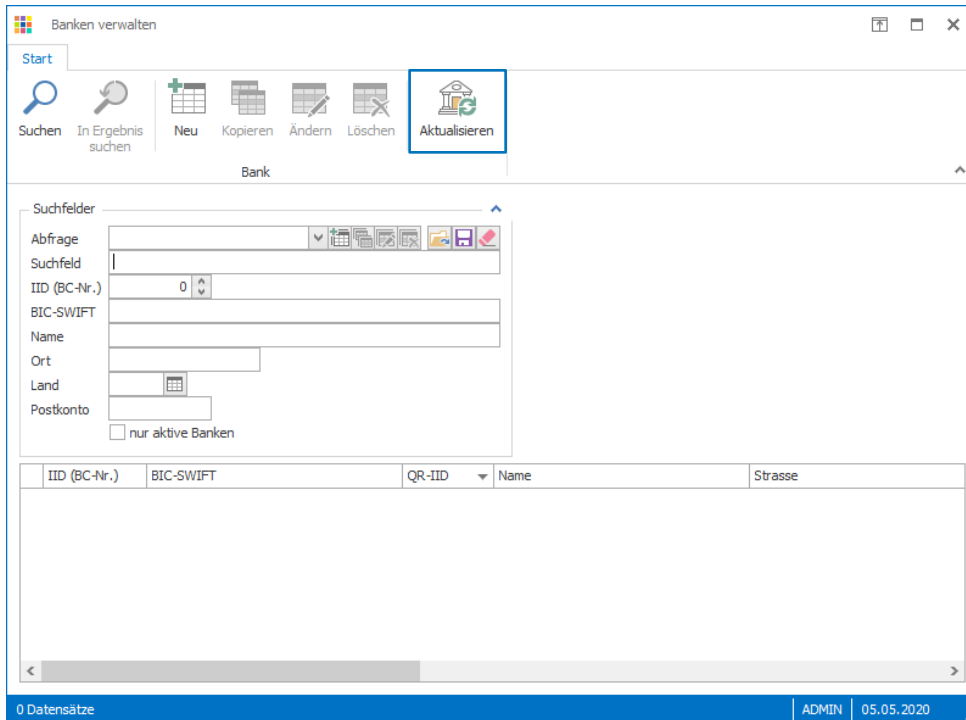 Banken verwalten
Start
Suchen In Ergebnis suchen Neu Kopieren Ändern Löschen Aktualisieren
Bank
Suchfelder
Abfrage
Suchfeld
IID (BC-Nr.) 0
BIC-SWIFT
Name
Ort
Land
Postkonto
nur aktive Banken
IID (BC-Nr.) BIC-SWIFT QR-IID Name Strasse
0 Datensätze ADMIN 05.05.2020